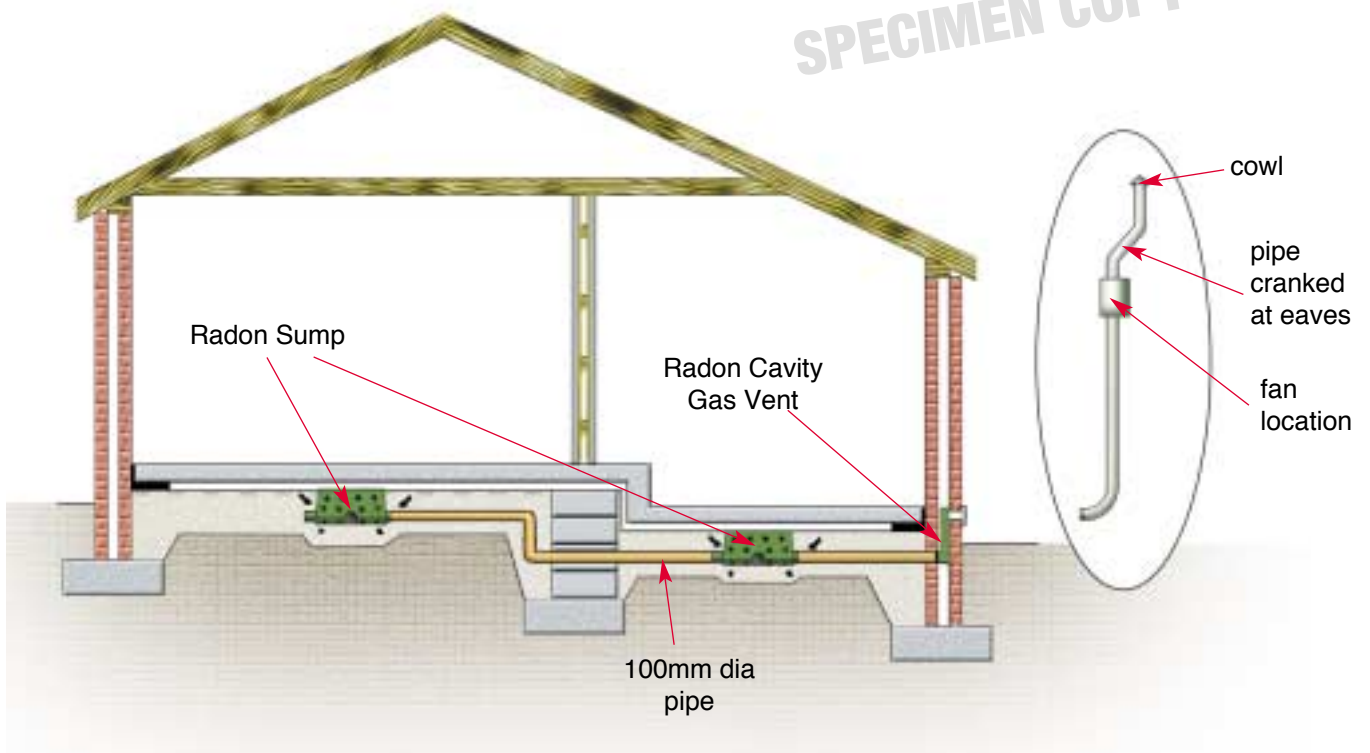 SPECIMEN COPY
cowl
pipe
cranked
at eaves
fan
location
Radon Sump
Radon Cavity
Gas Vent
100mm dia
pipe